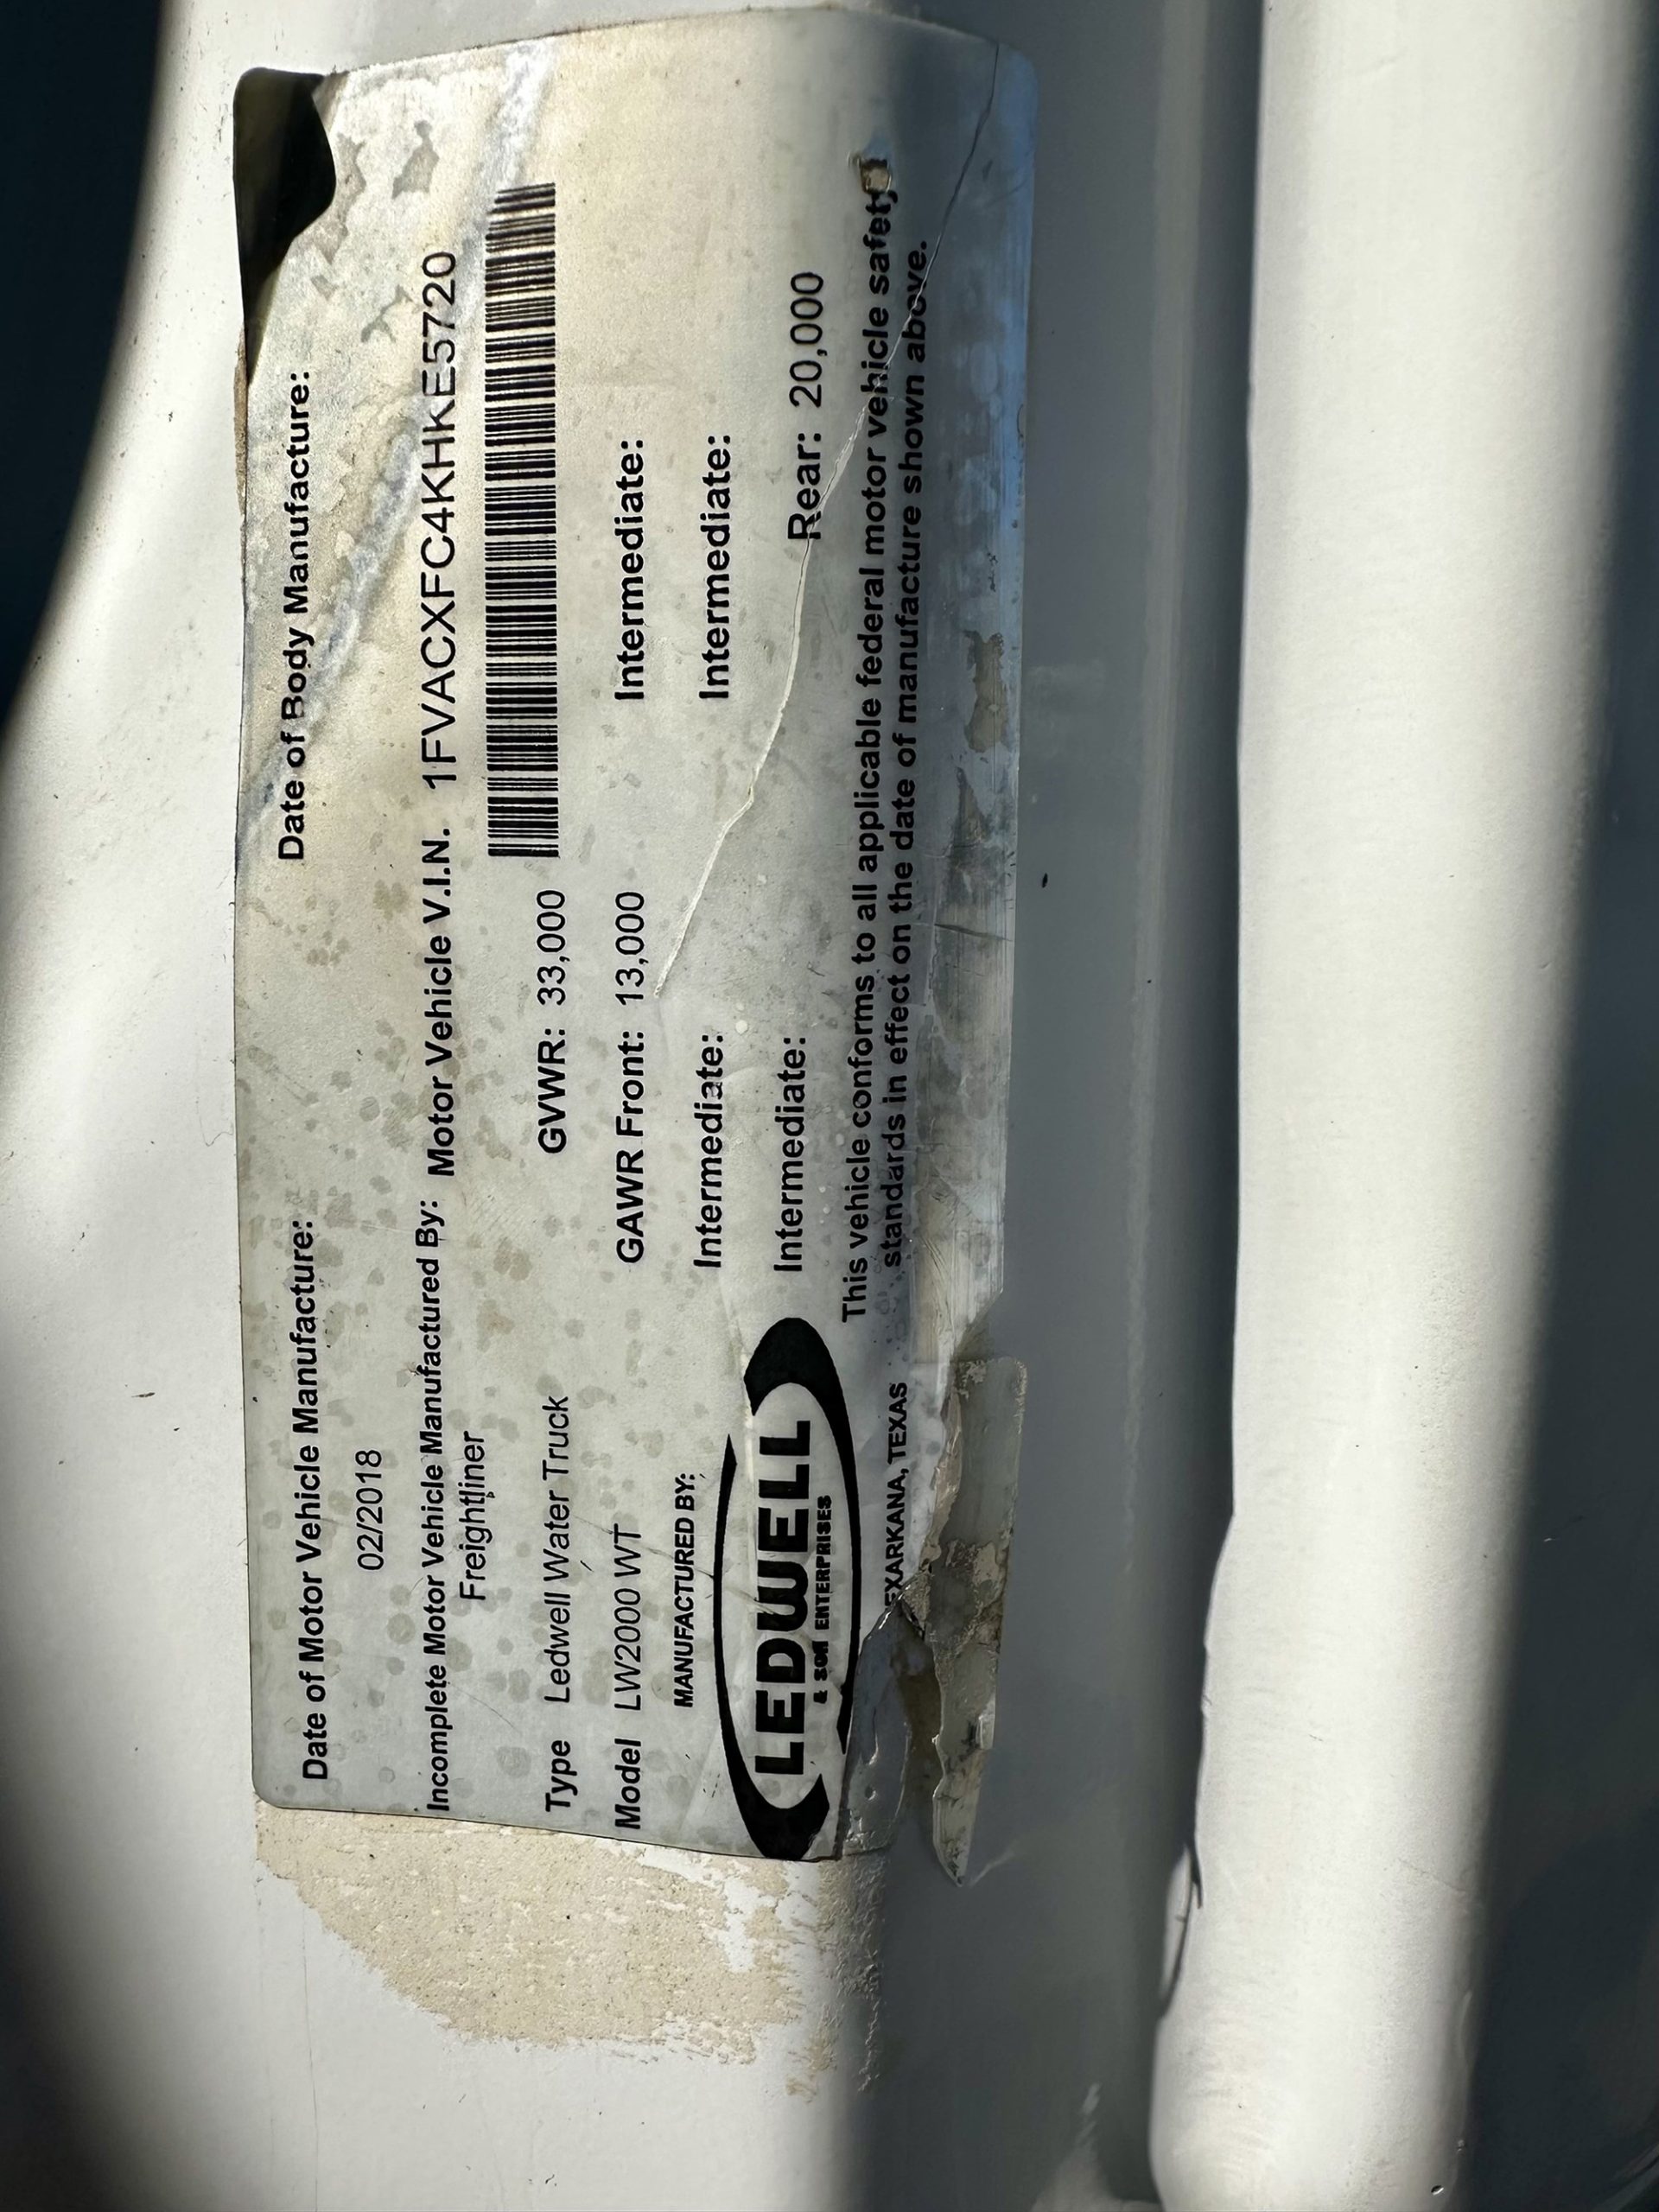 Date of Motor Vehicle Manufacture: Date of Body Manufacture:
02/2018
Incomplete Motor Vehicle Manufactured By: Motor Vehicle V.I.N. 1FVACXFC4KHKE5720
Freightliner
Type Ledwell Water Truck GVWR: 33,000
Model LW2000 WT GAWR Front: 13,000 Intermediate:
Intermediate: Intermediate:
Intermediate: Rear: 20,000
MANUFACTURED BY:
LEDWELL
& SON ENTERPRISES
EXARKANA, TEXAS
This vehicle conforms to all applicable federal motor vehicle safety
standards in effect on the date of manufacture shown above.